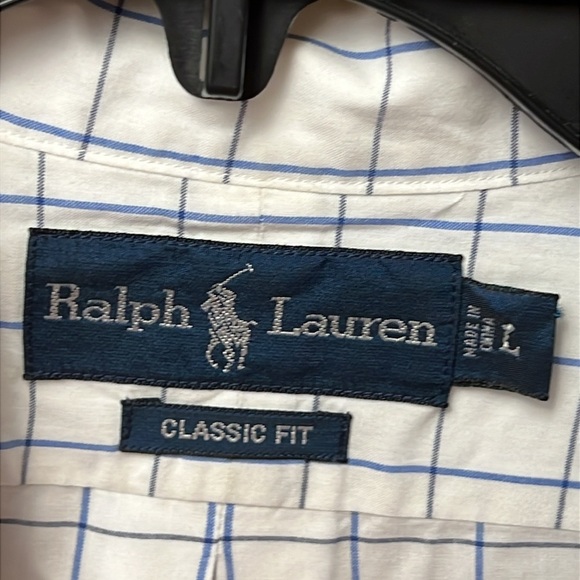 Ralph Lauren
MADE IN
CHINA
L
CLASSIC FIT